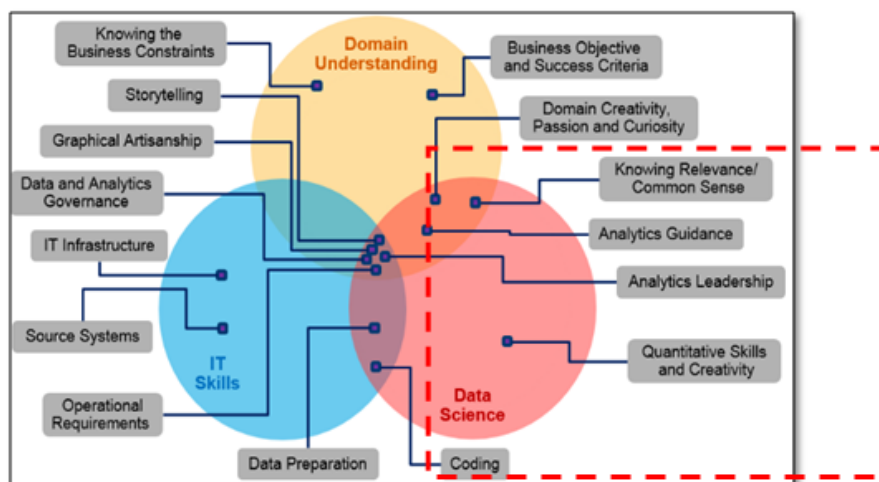 Knowing the
Business Constraints
Domain
Understanding
Business Objective
and Success Criteria
Storytelling
Domain Creativity,
Passion and Curiosity
Graphical Artisanship
Knowing Relevance/
Common Sense
Data and Analytics
Governance
Analytics Guidance
IT Infrastructure
Analytics Leadership
Source Systems
Quantitative Skills
and Creativity
IT
Skills
Data
Science
Operational
Requirements
Data Preparation
Coding